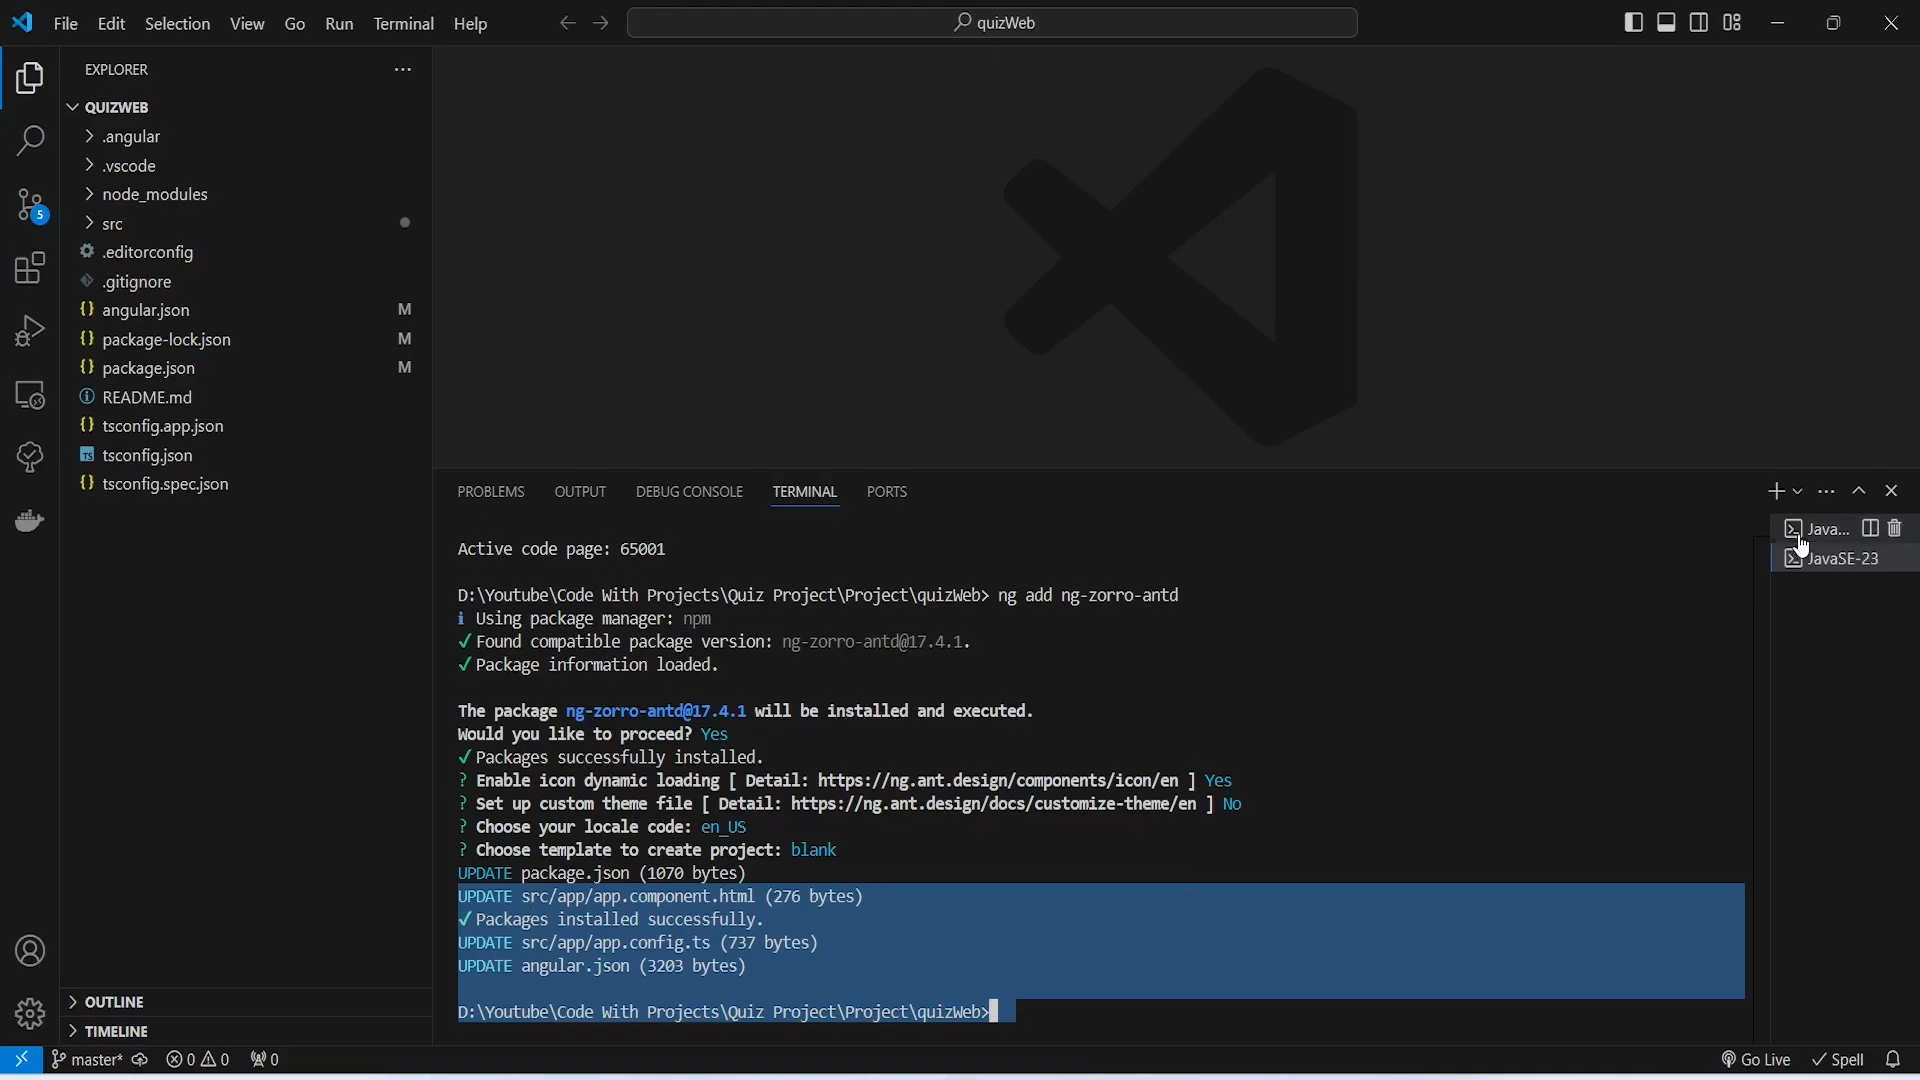 File Edit Selection View Go Run Terminal Help
quizWeb
EXPLORER
QUIZWEB
.angular
.vscode
node_modules
src
.editorconfig
.gitignore
angular.json M
package-lock.json M
package.json M
README.md
TS tsconfig.app.json
tsconfig.json
tsconfig.spec.json
5
OUTLINE
TIMELINE
PROBLEMS OUTPUT DEBUG CONSOLE TERMINAL PORTS
Java...
JavaSE-23
Active code page: 65001
D:\Youtube\Code With Projects\Quiz Project\Project\quizWeb> ng add ng-zorro-antd
i Using package manager: npm
✓ Found compatible package version: ng-zorro-antd@17.4.1.
✓ Package information loaded.
The package ng-zorro-antd@17.4.1 will be installed and executed.
Would you like to proceed? Yes
✓ Packages successfully installed.
? Enable icon dynamic loading [ Detail: https://ng.ant.design/components/icon/en ] Yes
? Set up custom theme file [ Detail: https://ng.ant.design/docs/customize-theme/en ] No
? Choose your locale code: en_US
? Choose template to create project: blank
UPDATE package.json (1070 bytes)
UPDATE src/app/app.component.html (276 bytes)
✓ Packages installed successfully.
UPDATE src/app/app.config.ts (737 bytes)
UPDATE angular.json (3203 bytes)
D:\Youtube\Code With Projects\Quiz Project\Project\quizWeb>
master* 0 0 0 Go Live ✓ Spell